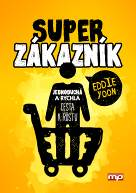 SUPER
ZÁKAZNÍK
EDDIE
YOON
JEDNODUCHÁ
A RYCHLÁ
CESTA
K RŮSTU
mp